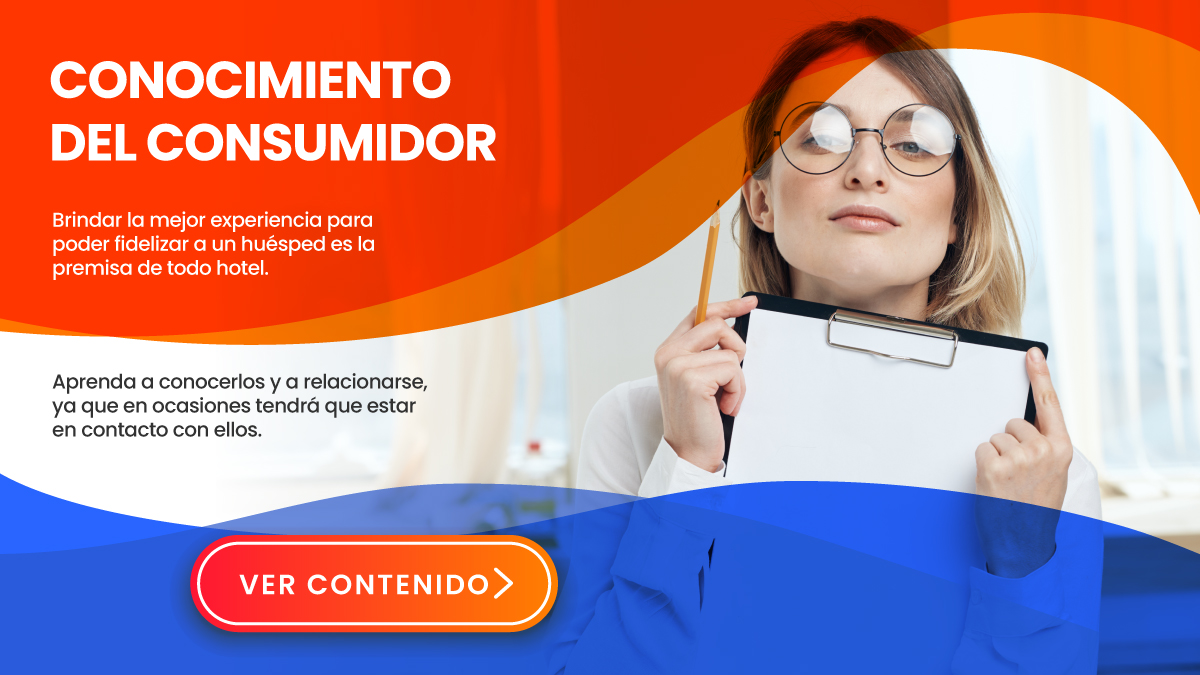 CONOCIMIENTO
DEL CONSUMIDOR
Brindar la mejor experiencia para
poder fidelizar a un huésped es la
premisa de todo hotel.
Aprenda a conocerlos y a relacionarse,
ya que en ocasiones tendrá que estar
en contacto con ellos.
VER CONTENIDO